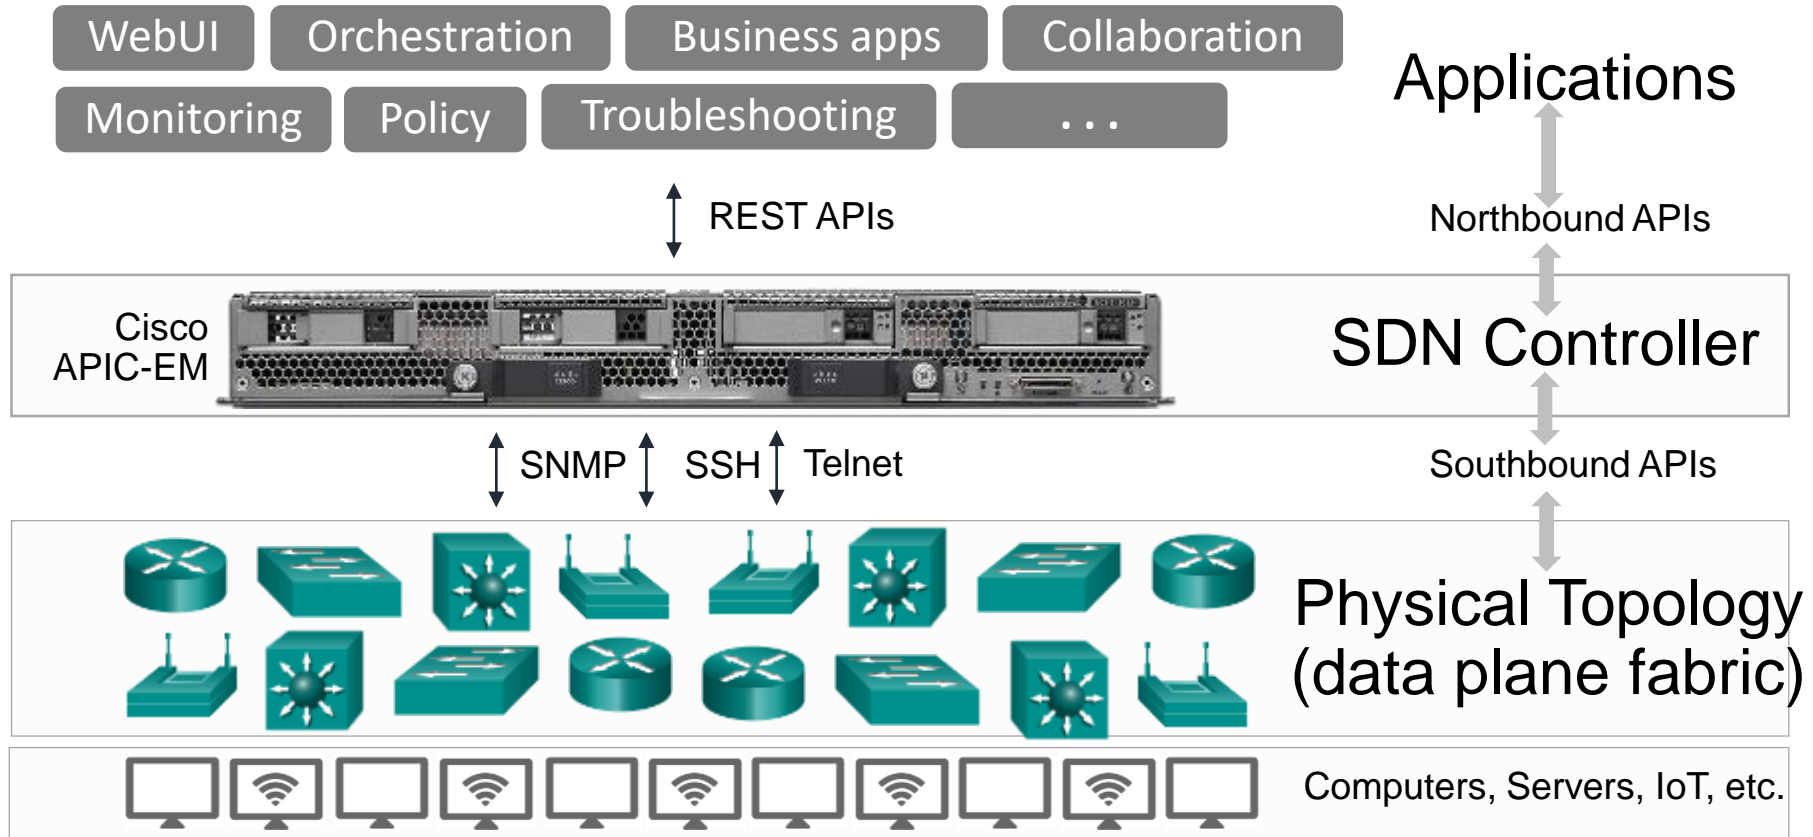 WebUI
Orchestration
Business apps
Collaboration
Monitoring
Policy
Troubleshooting
...
Applications
REST APIs
Northbound APIs
Cisco
APIC-EM
SDN Controller
SNMP
SSH
Telnet
Southbound APIs
Physical Topology
(data plane fabric)
Computers, Servers, IoT, etc.